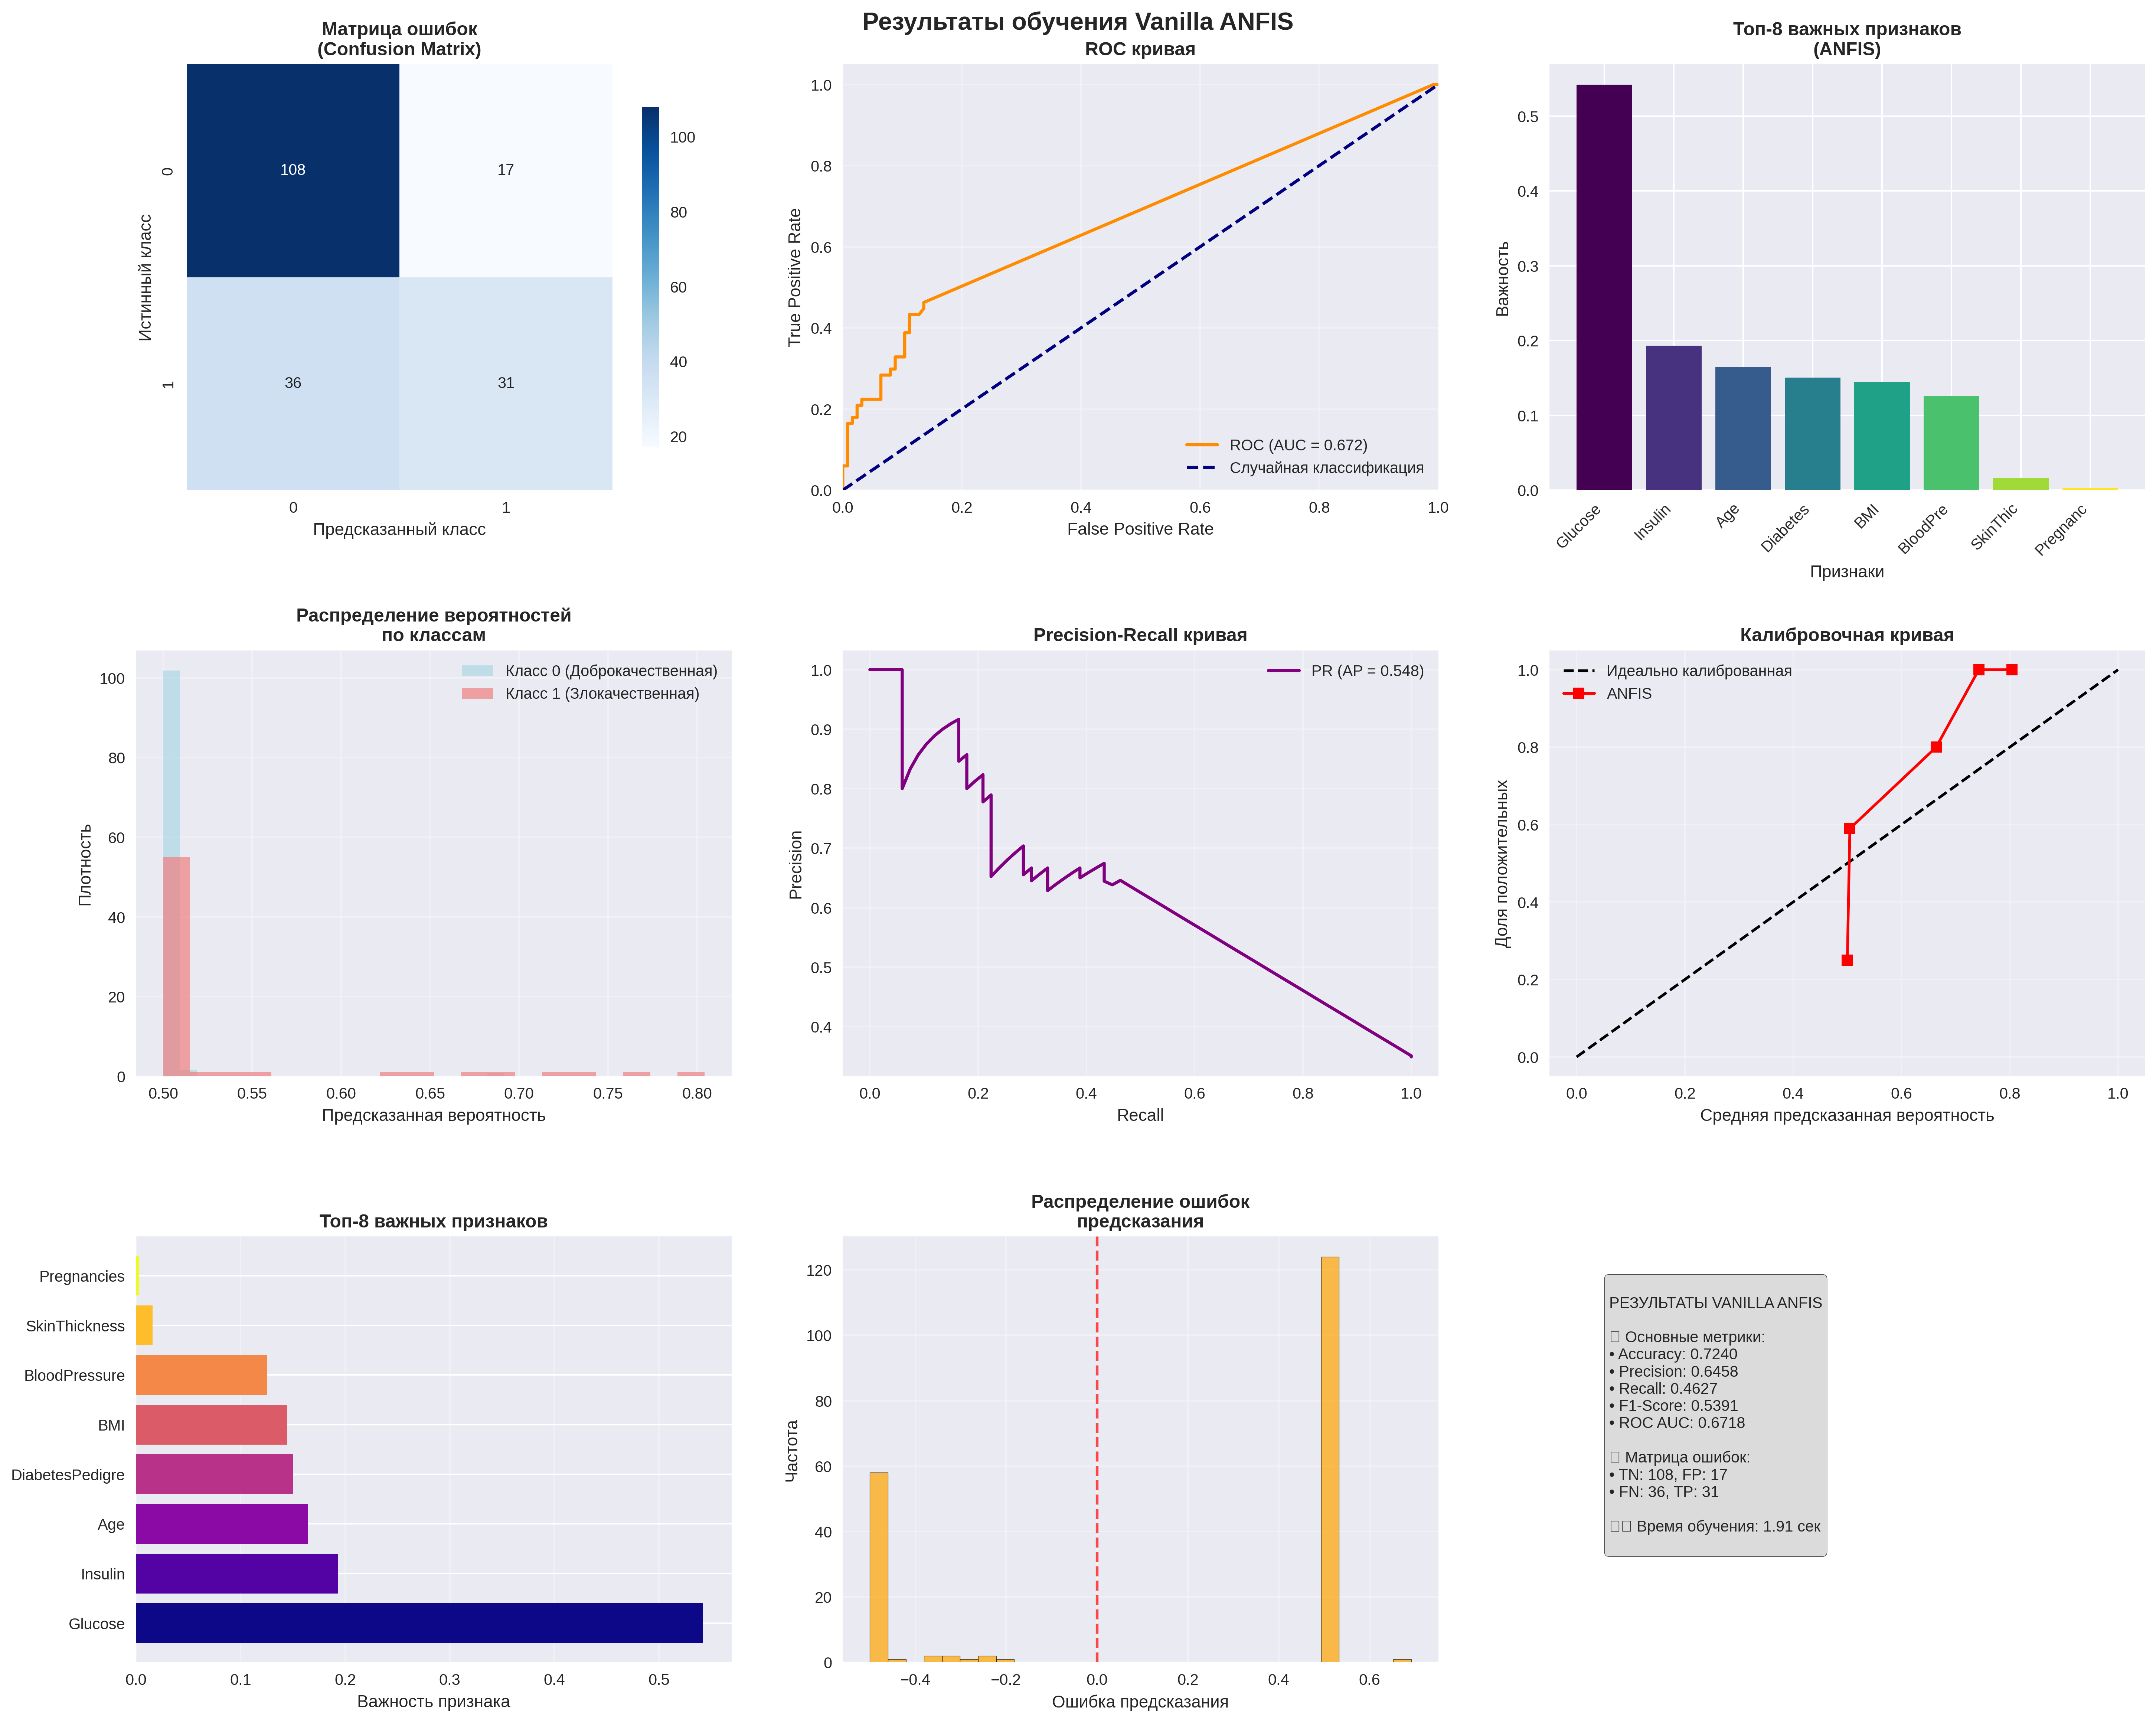 Результаты обучения Vanilla ANFIS
Матрица ошибок
(Confusion Matrix)
Истинный класс
0
1
108
17
36
31
0
1
Предсказанный класс
100
80
60
40
20
ROC кривая
True Positive Rate
1.0
0.8
0.6
0.4
0.2
0.0
ROC (AUC = 0.672)
Случайная классификация
0.0
0.2
0.4
0.6
0.8
1.0
False Positive Rate
Топ-8 важных признаков
(ANFIS)
Важность
0.5
0.4
0.3
0.2
0.1
0.0
Glucose
Insulin
Age
Diabetes
BMI
BloodPre
SkinThic
Pregnanc
Признаки
Распределение вероятностей
по классам
Плотность
100
80
60
40
20
0
Класс 0 (Доброкачественная)
Класс 1 (Злокачественная)
0.50
0.55
0.60
0.65
0.70
0.75
0.80
Предсказанная вероятность
Precision-Recall кривая
Precision
1.0
0.9
0.8
0.7
0.6
0.5
0.4
PR (AP = 0.548)
0.0
0.2
0.4
0.6
0.8
1.0
Recall
Калибровочная кривая
Доля положительных
1.0
0.8
0.6
0.4
0.2
0.0
Идеально калиброванная
ANFIS
0.0
0.2
0.4
0.6
0.8
1.0
Средняя предсказанная вероятность
Топ-8 важных признаков
Pregnancies
SkinThickness
BloodPressure
BMI
DiabetesPedigre
Age
Insulin
Glucose
0.0
0.1
0.2
0.3
0.4
0.5
Важность признака
Распределение ошибок
предсказания
Частота
120
100
80
60
40
20
0
−0.4
−0.2
0.0
0.2
0.4
0.6
Ошибка предсказания
РЕЗУЛЬТАТЫ VANILLA ANFIS
Основные метрики:
• Accuracy: 0.7240
• Precision: 0.6458
• Recall: 0.4627
• F1-Score: 0.5391
• ROC AUC: 0.6718
Матрица ошибок:
• TN: 108, FP: 17
• FN: 36, TP: 31
Время обучения: 1.91 сек